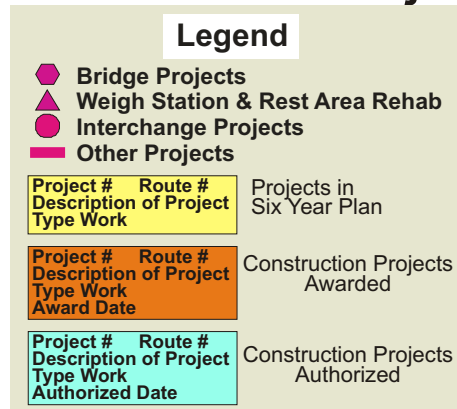 Legend
Bridge Projects
Weigh Station & Rest Area Rehab
Interchange Projects
Other Projects
Project # Route #
Description of Project
Type Work
Projects in
Six Year Plan
Project # Route #
Description of Project
Type Work
Award Date
Construction Projects
Awarded
Project # Route #
Description of Project
Type Work
Authorized Date
Construction Projects
Authorized